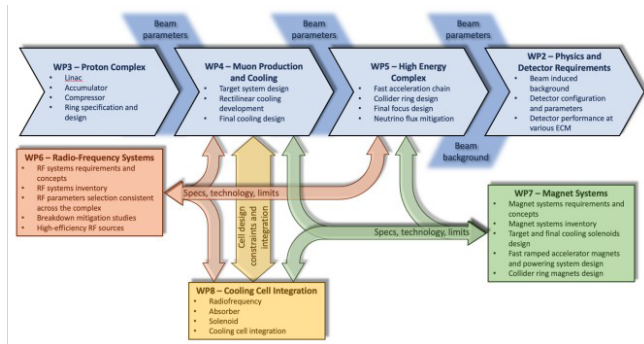 Beam
parameters
Beam
parameters
Beam
parameters
WP3 – Proton Complex
• Linac
• Accumulator
• Compressor
• Ring specification and
design
WP4 – Muon Production
and Cooling
• Target system design
• Rectilinear cooling
development
• Final cooling design
WP5 – High Energy
Complex
• Fast acceleration chain
• Collider ring design
• Final focus design
• Neutrino flux mitigation
WP2 – Physics and
Detector Requirements
• Beam induced
background
• Detector configuration
and parameters
• Detector performance at
various ECM
Beam
background
WP6 – Radio-Frequency Systems
• RF systems requirements and
concepts
• RF systems inventory
• RF parameters selection consistent
across the complex
• Breakdown mitigation studies
• High-efficiency RF sources
Specs, technology, limits
Cell design
constraints and
integration
Specs, technology, limits
WP7 – Magnet Systems
• Magnet systems requirements and
concepts
• Magnet systems inventory
• Target and final cooling solenoids
design
• Fast ramped accelerator magnets
and powering system design
• Collider ring magnets design
WP8 – Cooling Cell Integration
• Radiofrequency
• Absorber
• Solenoid
• Cooling cell integration